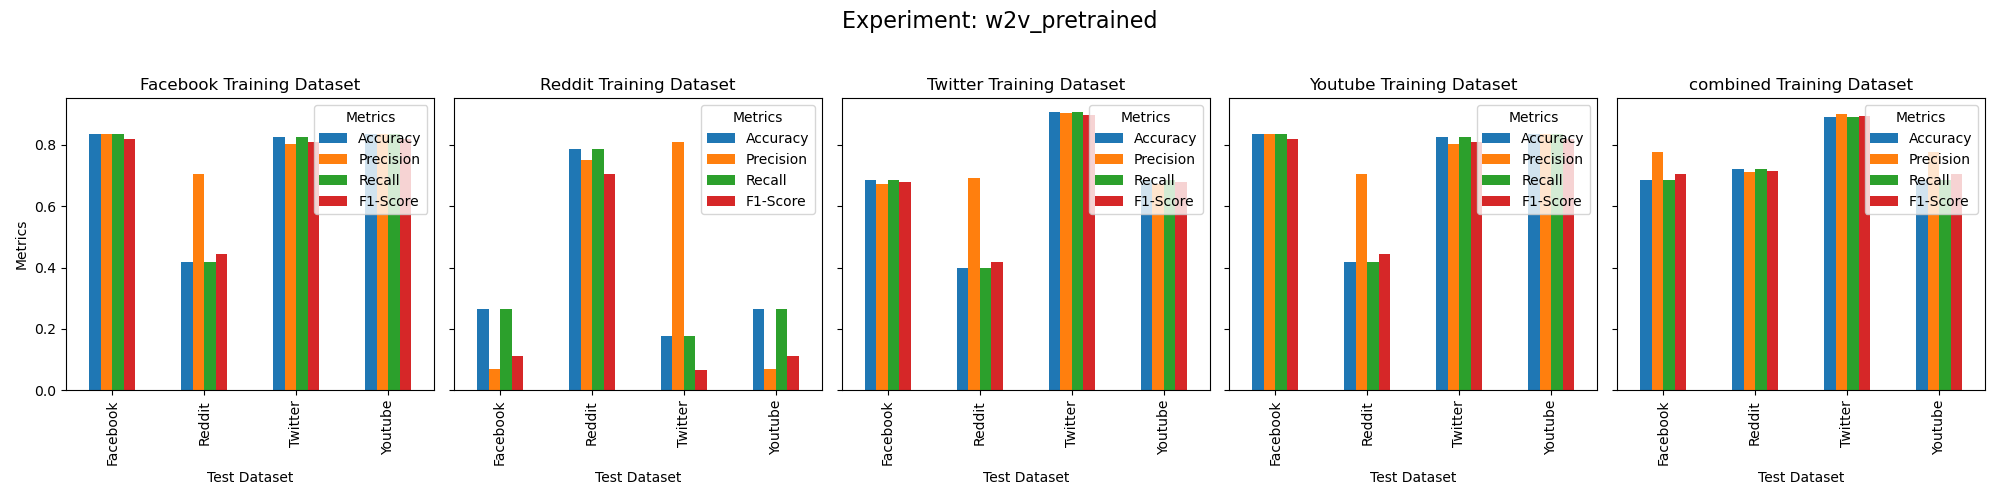 Experiment: w2v_pretrained
Facebook Training Dataset
Reddit Training Dataset
Twitter Training Dataset
Youtube Training Dataset
combined Training Dataset
Metrics
0.8
0.6
0.4
0.2
0.0
Metrics
Accuracy
Precision
Recall
F1-Score
Facebook
Reddit
Twitter
Youtube
Test Dataset
Metrics
Accuracy
Precision
Recall
F1-Score
Facebook
Reddit
Twitter
Youtube
Test Dataset
Metrics
Accuracy
Precision
Recall
F1-Score
Facebook
Reddit
Twitter
Youtube
Test Dataset
Metrics
Accuracy
Precision
Recall
F1-Score
Facebook
Reddit
Twitter
Youtube
Test Dataset
Metrics
Accuracy
Precision
Recall
F1-Score
Facebook
Reddit
Twitter
Youtube
Test Dataset